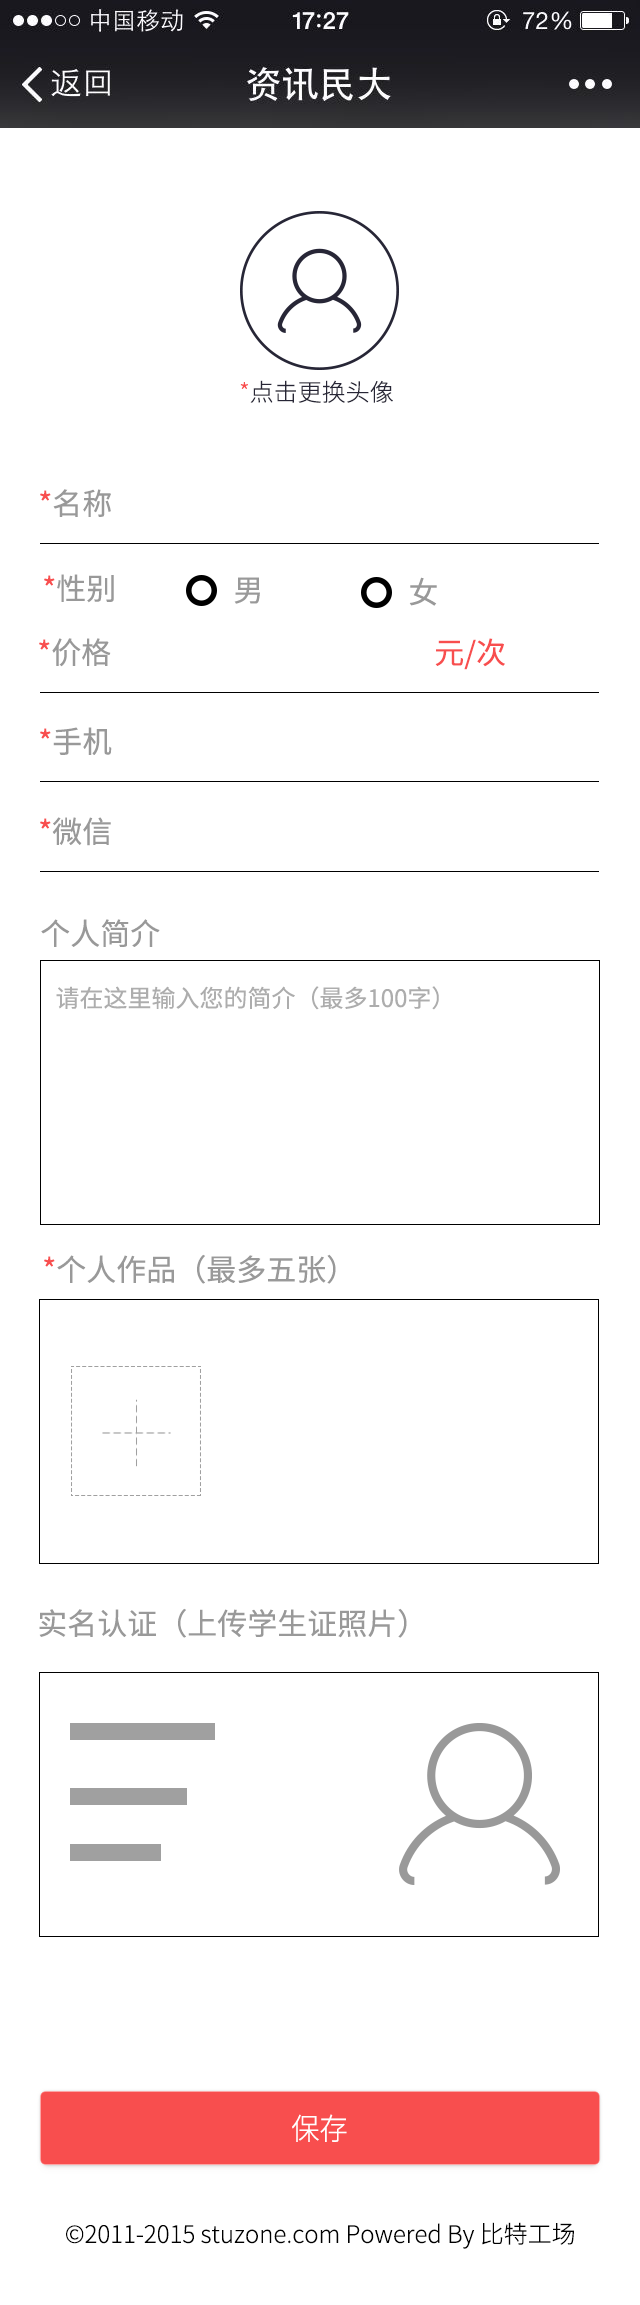 中国移动 17:27 72%
返回 资讯民大
*点击更换头像
*名称
*性别 男 女
*价格 元/次
*手机
*微信
个人简介
请在这里输入您的简介（最多100字）
*个人作品（最多五张）
实名认证（上传学生证照片）
保存
©2011-2015 stuzone.com Powered By 比特工场